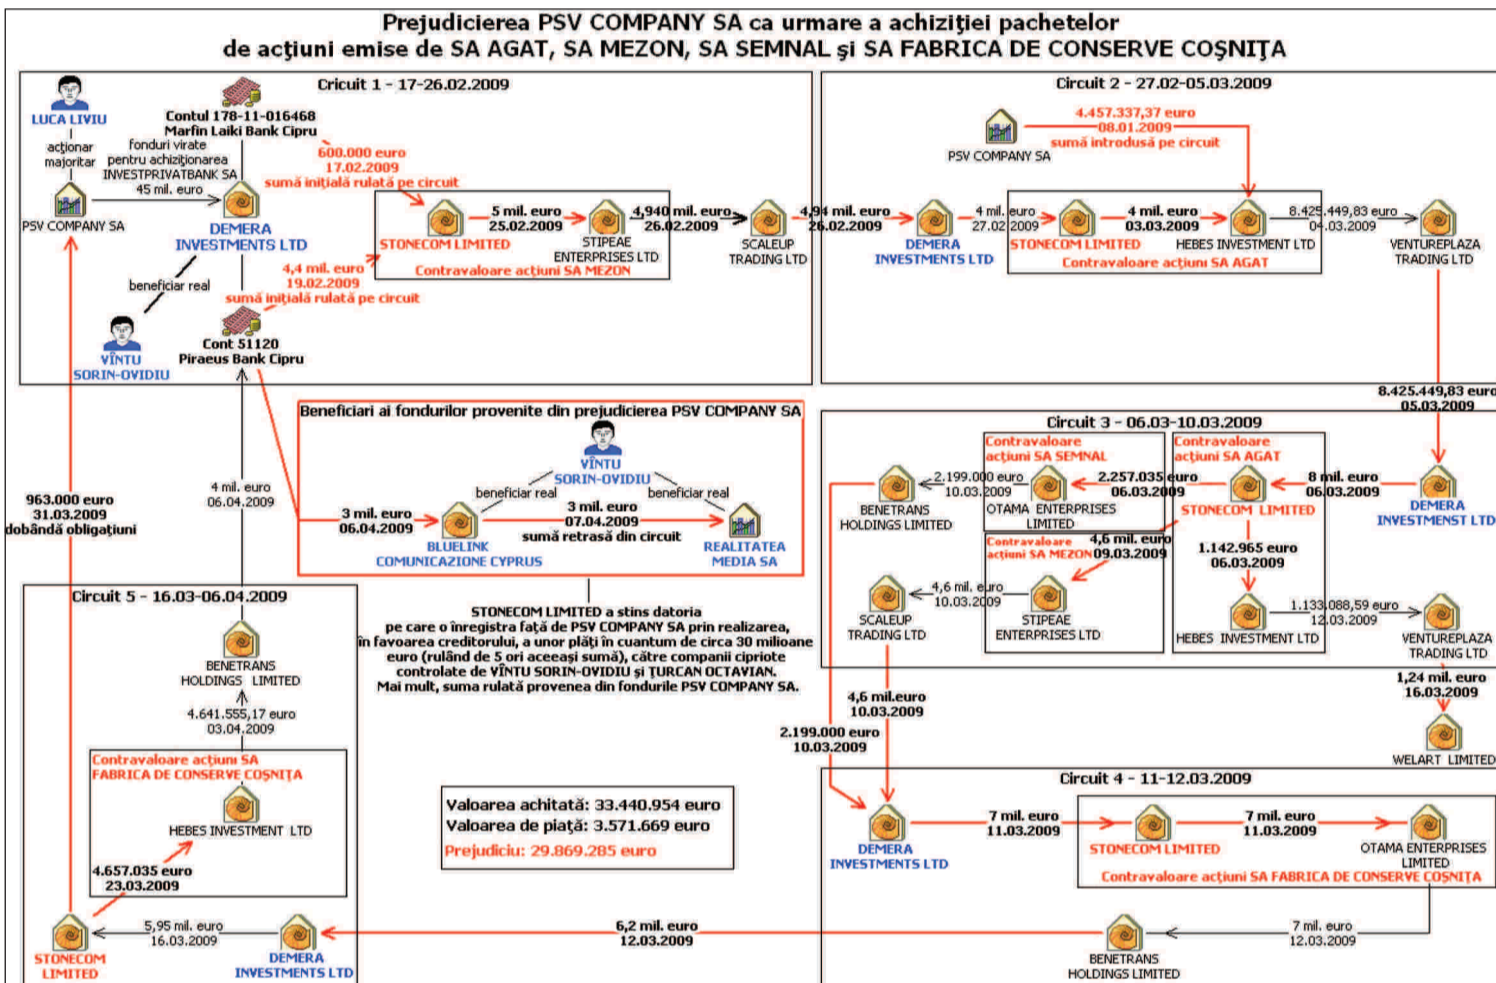 Prejudicierea PSV COMPANY SA ca urmare a achiziţiei pachetelor
de acţiuni emise de SA AGAT, SA MEZON, SA SEMNAL şi SA FABRICA DE CONSERVE COŞNIŢA
Cricuit 1 - 17-26.02.2009
LUCA LIVIU
acţionar
majoritar
PSV COMPANY SA
Contul 178-11-016468
Marfin Laiki Bank Cipru
fonduri virate
pentru achiziţionarea
INVESTPRIVATBANK SA
45 mil. euro
DEMERA
INVESTMENTS LTD
beneficiar real
VÎNTU
SORIN-OVIDIU
Cont 51120
Piraeus Bank Cipru
600.000 euro
17.02.2009
sumă iniţială rulată pe circuit
4,4 mil. euro
19.02.2009
sumă iniţială rulată pe circuit
STONECOM LIMITED
5 mil. euro
25.02.2009
STIPEAE
ENTERPRISES LTD
Contravaloare acţiuni SA MEZON
4,940 mil. euro
26.02.2009
SCALEUP
TRADING LTD
4,94 mil. euro
26.02.2009
Circuit 2 - 27.02-05.03.2009
PSV COMPANY SA
4.457.337,37 euro
08.01.2009
sumă introdusă pe circuit
DEMERA
INVESTMENTS LTD
4 mil. euro
27.02.2009
STONECOM LIMITED
4 mil. euro
03.03.2009
HEBES INVESTMENT LTD
Contravaloare acţiuni SA AGAT
8.425.449,83 euro
04.03.2009
VENTUREPLAZA
TRADING LTD
8.425.449,83 euro
05.03.2009
Circuit 3 - 06.03-10.03.2009
DEMERA
INVESTMENST LTD
8 mil. euro
06.03.2009
Contravaloare
acţiuni SA AGAT
STONECOM LIMITED
2.257.035 euro
06.03.2009
Contravaloare
acţiuni SA SEMNAL
OTAMA ENTERPRISES
LIMITED
2.199.000 euro
10.03.2009
BENETRANS
HOLDINGS LIMITED
4,6 mil. euro
09.03.2009
Contravaloare
acţiuni SA MEZON
STIPEAE
ENTERPRISES LTD
4,6 mil. euro
10.03.2009
SCALEUP
TRADING LTD
1.142.965 euro
06.03.2009
HEBES INVESTMENT LTD
1.133.088,59 euro
12.03.2009
VENTUREPLAZA
TRADING LTD
1,24 mil. euro
16.03.2009
WELART LIMITED
4,6 mil.euro
10.03.2009
2.199.000 euro
10.03.2009
Beneficiari ai fondurilor provenite din prejudicierea PSV COMPANY SA
VÎNTU
SORIN-OVIDIU
beneficiar real
beneficiar real
3 mil. euro
06.04.2009
BLUELINK
COMUNICAZIONE CYPRUS
3 mil. euro
07.04.2009
sumă retrasă din circuit
REALITATEA
MEDIA SA
STONECOM LIMITED a stins datoria
pe care o înregistra faţă de PSV COMPANY SA prin realizarea,
în favoarea creditorului, a unor plăţi în cuantum de circa 30 milioane
euro (rulând de 5 ori aceeaşi sumă), către companii cipriote
controlate de VÎNTU SORIN-OVIDIU şi ŢURCAN OCTAVIAN.
Mai mult, suma rulată provenea din fondurile PSV COMPANY SA.
Circuit 4 - 11-12.03.2009
DEMERA
INVESTMENTS LTD
7 mil. euro
11.03.2009
STONECOM LIMITED
7 mil. euro
11.03.2009
OTAMA ENTERPRISES
LIMITED
Contravaloare acţiuni SA FABRICA DE CONSERVE COŞNIŢA
7 mil. euro
12.03.2009
BENETRANS
HOLDINGS LIMITED
6,2 mil. euro
12.03.2009
Circuit 5 - 16.03-06.04.2009
DEMERA
INVESTMENTS LTD
5,95 mil. euro
16.03.2009
STONECOM
LIMITED
4.657.035 euro
23.03.2009
HEBES INVESTMENT LTD
Contravaloare acţiuni SA
FABRICA DE CONSERVE COŞNIŢA
4.641.555,17 euro
03.04.2009
BENETRANS
HOLDINGS LIMITED
4 mil. euro
06.04.2009
963.000 euro
31.03.2009
dobândă obligaţiuni
Valoarea achitată: 33.440.954 euro
Valoarea de piaţă: 3.571.669 euro
Prejudiciu: 29.869.285 euro